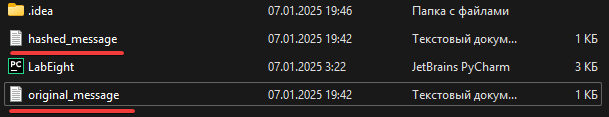 .idea 07.01.2025 19:46 Папка с файлами
hashed_message 07.01.2025 19:42 Текстовый докум... 1 КБ
PC LabEight 07.01.2025 3:22 JetBrains PyCharm 3 КБ
original_message 07.01.2025 19:42 Текстовый докум... 1 КБ